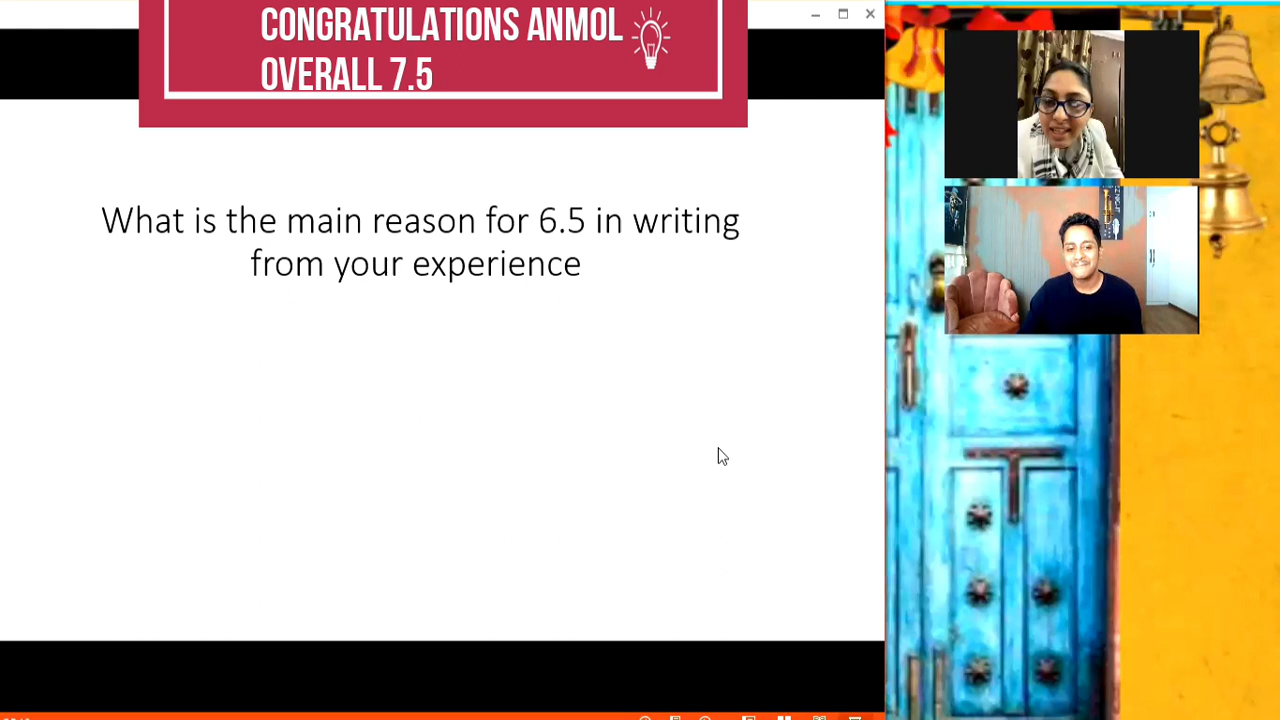 CONGRATULATIONS ANMOL
OVERALL 7.5
What is the main reason for 6.5 in writing
from your experience